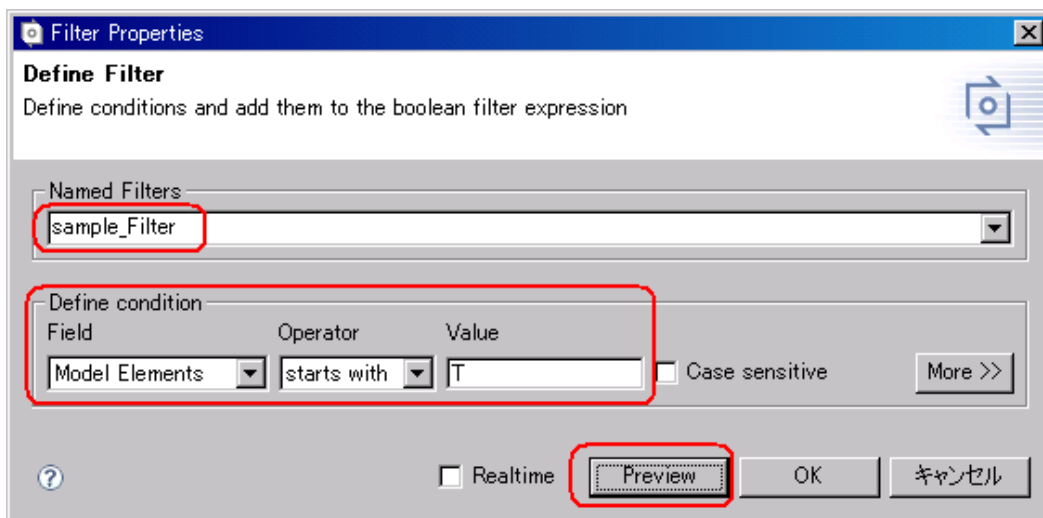 Filter Properties
Define Filter
Define conditions and add them to the boolean filter expression
Named Filters
sample_Filter
Define condition
Field Operator Value
Model Elements starts with T Case sensitive More >>
Realtime Preview OK キャンセル